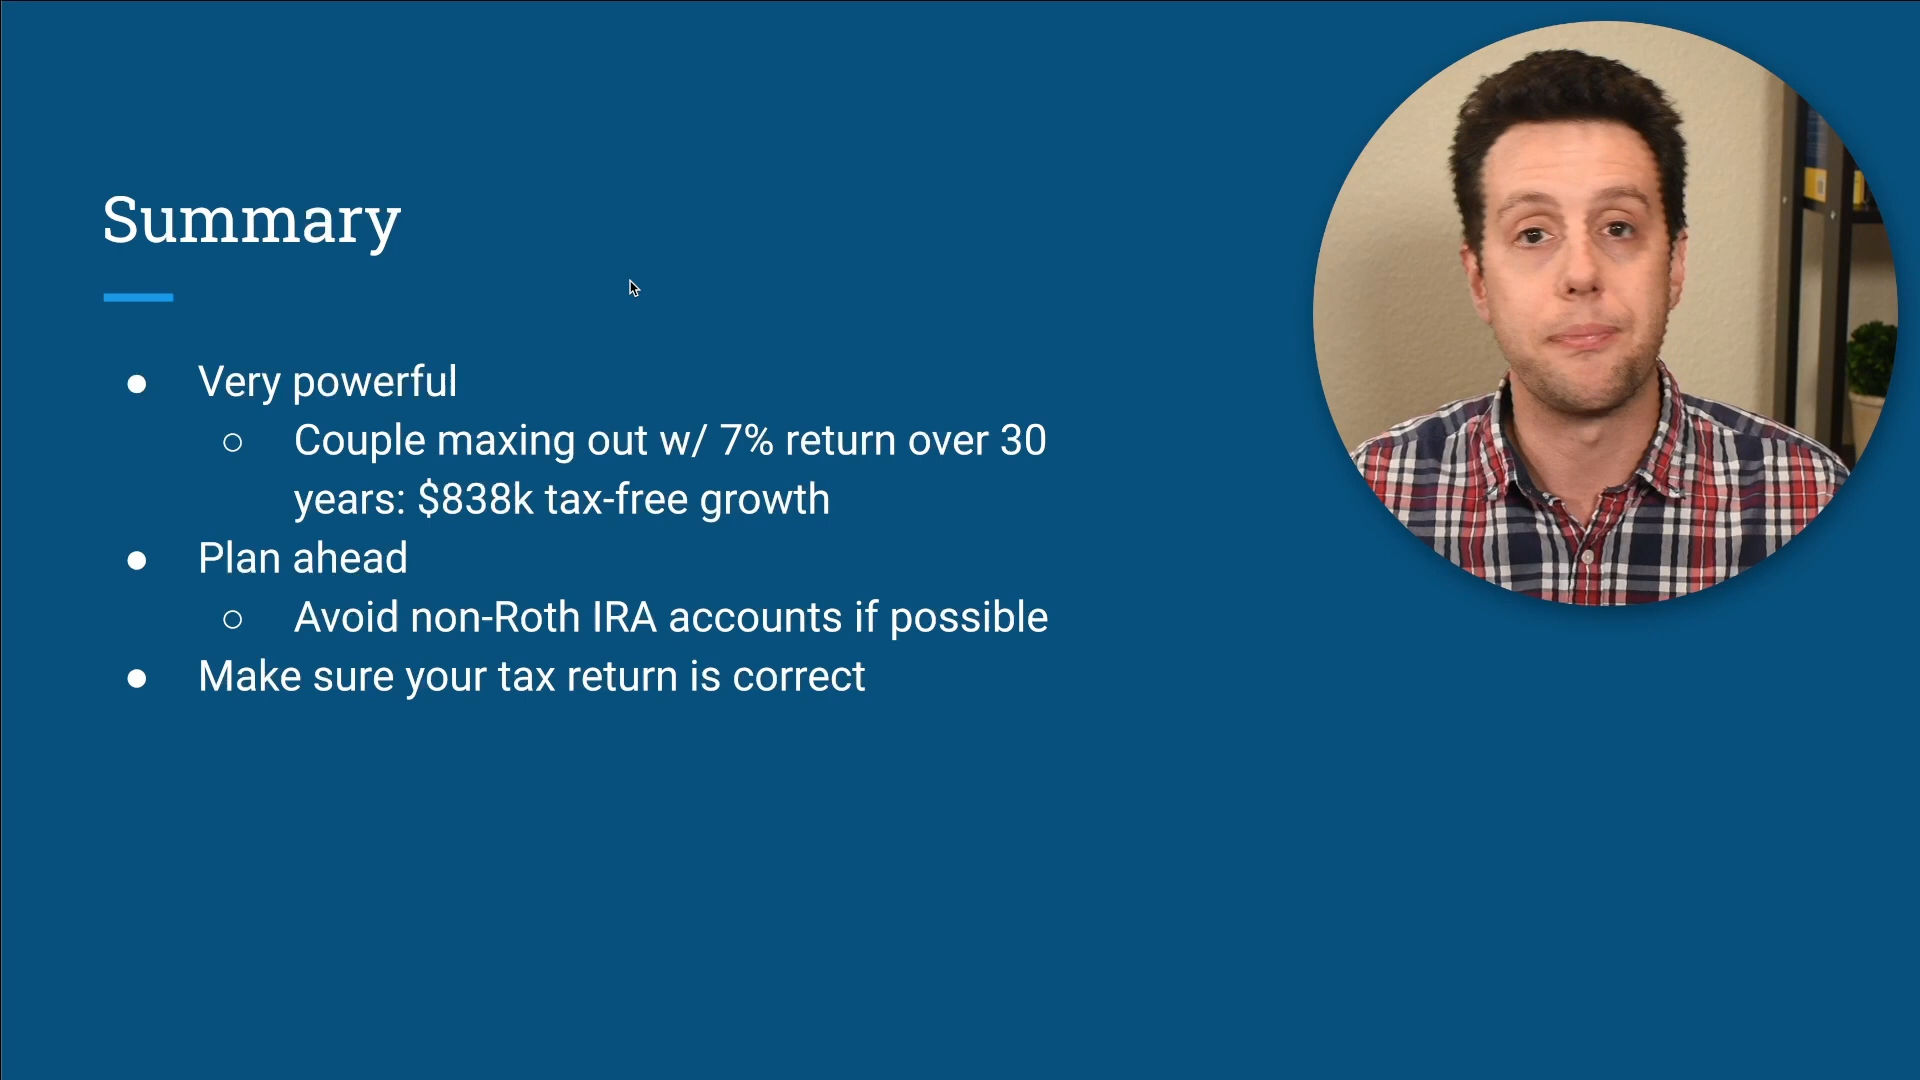 Summary
● Very powerful
○ Couple maxing out w/ 7% return over 30
years: $838k tax-free growth
● Plan ahead
○ Avoid non-Roth IRA accounts if possible
● Make sure your tax return is correct